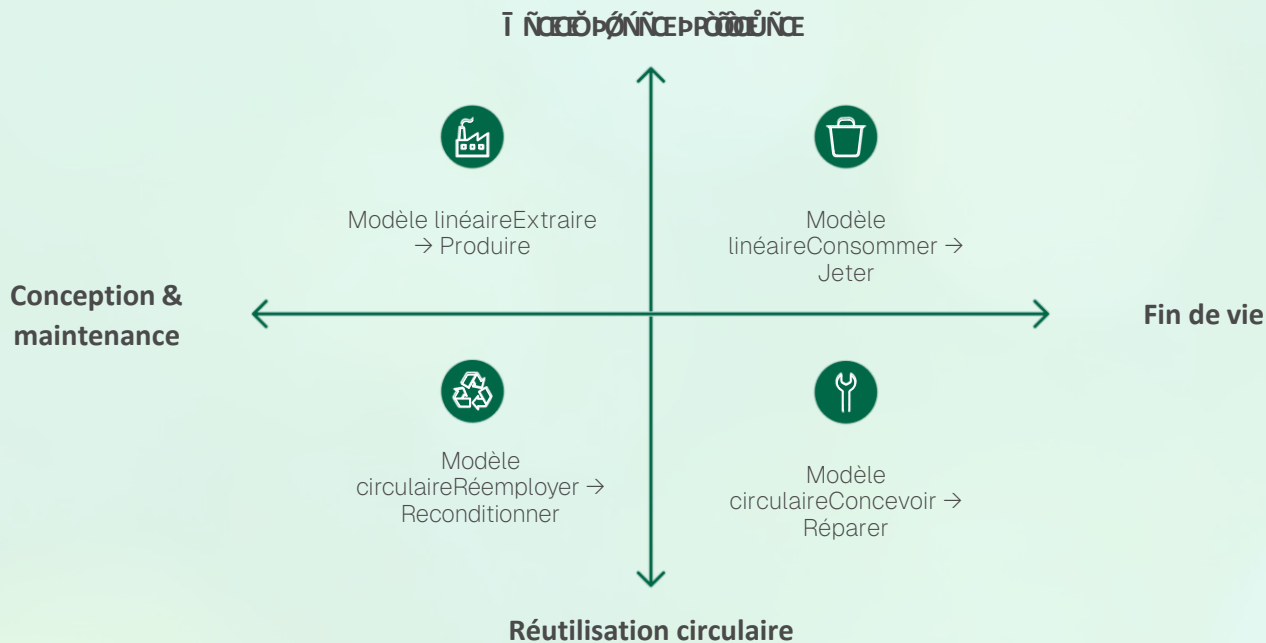 Modèle linéaireExtraire
→ Produire
Modèle
linéaireConsommer →
Jeter
Conception &
maintenance
Fin de vie
Modèle
circulaireRéemployer →
Reconditionner
Modèle
circulaireConcevoir →
Réparer
Réutilisation circulaire